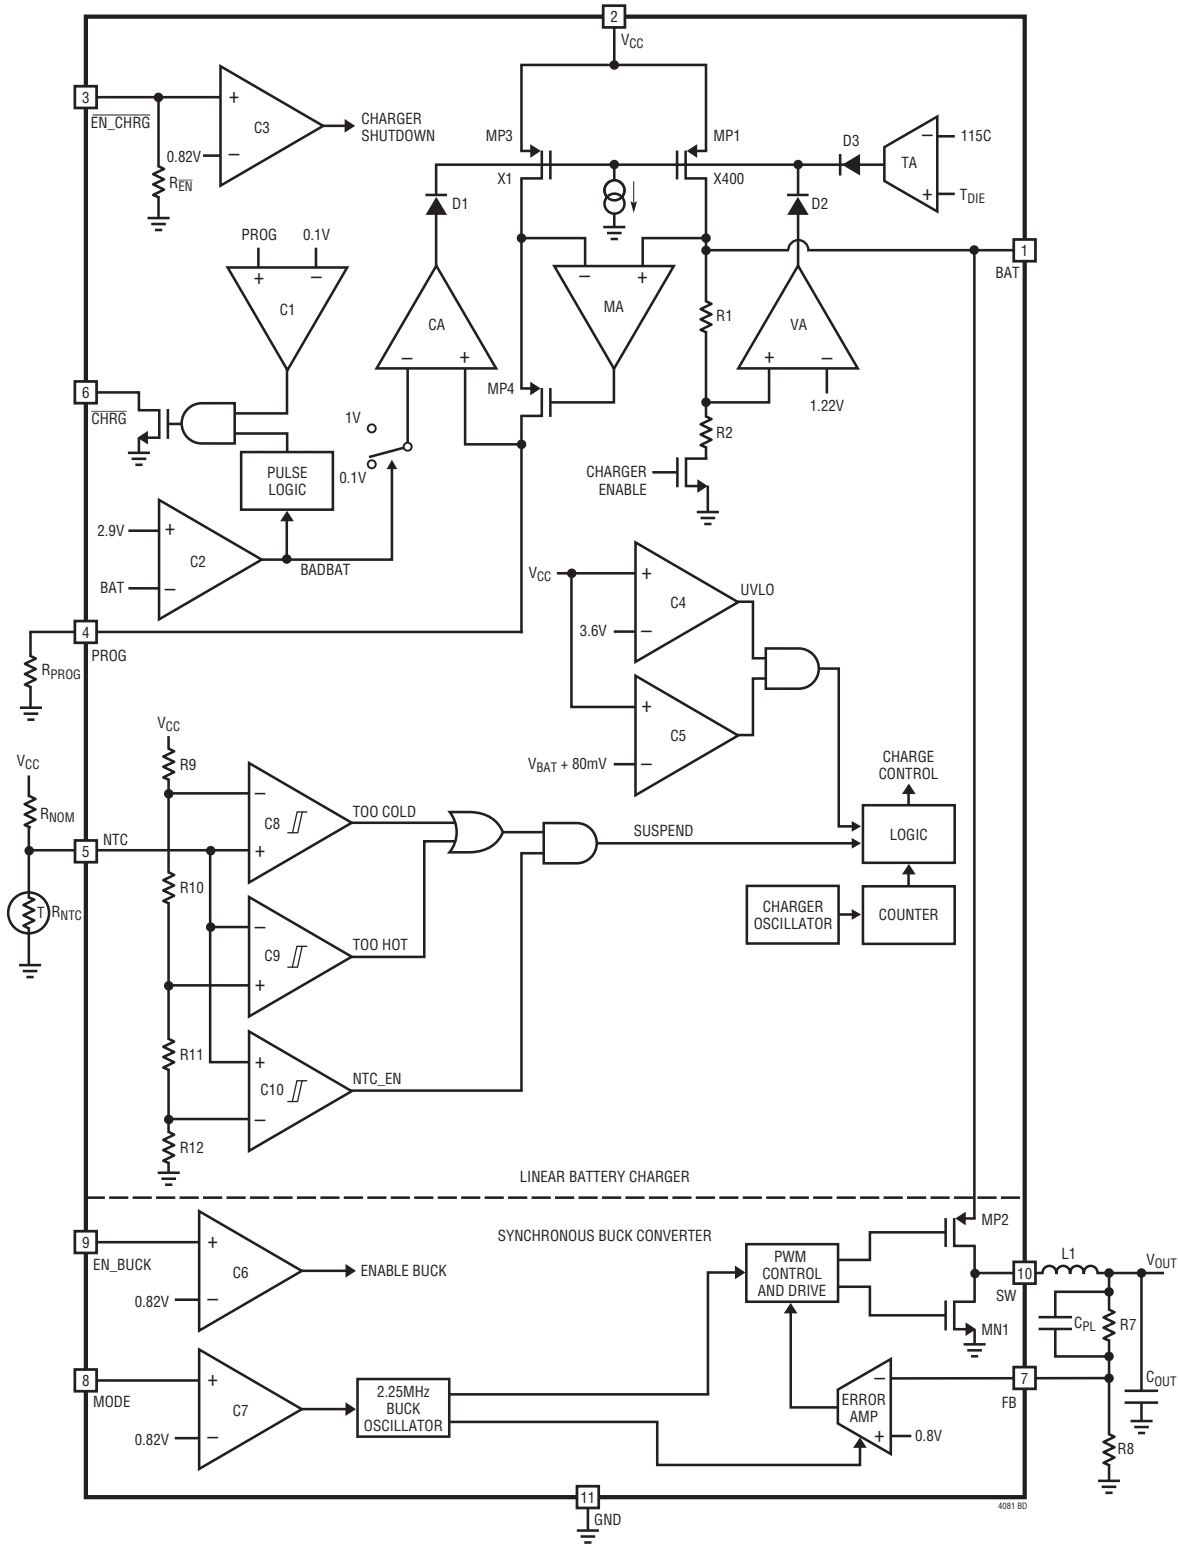 2
VCC
3
EN_CHRG
+
C3
–
0.82V
REN
CHARGER
SHUTDOWN
MP3
X1
MP1
X400
D3
–
TA
+
115C
TDIE
D1
D2
PROG
0.1V
+
–
C1
CA
–
+
–
+
MA
R1
VA
+
–
1.22V
1
BAT
6
CHRG
MP4
1V
0.1V
R2
PULSE
LOGIC
CHARGER
ENABLE
2.9V
+
C2
–
BAT
BADBAT
VCC
+
C4
–
3.6V
UVLO
4
PROG
RPROG
+
C5
–
VBAT + 80mV
VCC
R9
VCC
RNOM
–
C8
+
TOO COLD
CHARGE
CONTROL
LOGIC
SUSPEND
5
NTC
T
RNTC
R10
–
C9
+
TOO HOT
CHARGER
OSCILLATOR
COUNTER
R11
+
C10
–
NTC_EN
R12
LINEAR BATTERY CHARGER
SYNCHRONOUS BUCK CONVERTER
9
EN_BUCK
+
C6
–
0.82V
ENABLE BUCK
PWM
CONTROL
AND DRIVE
MP2
MN1
10
SW
L1
VOUT
CPL
R7
COUT
8
MODE
+
C7
–
0.82V
2.25MHz
BUCK
OSCILLATOR
–
ERROR
AMP
+
0.8V
7
FB
R8
11
GND
4081 BD